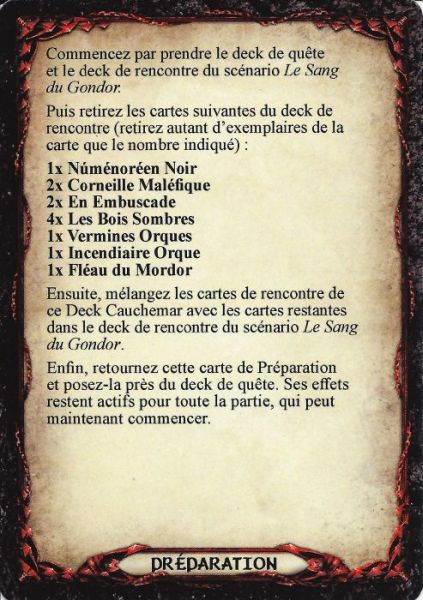 Commencez par prendre le deck de quête
et le deck de rencontre du scénario Le Sang
du Gondor.
Puis retirez les cartes suivantes du deck de
rencontre (retirez autant d'exemplaires de la
carte que le nombre indiqué) :
1x Núménoréen Noir
2x Corneille Maléfique
2x En Embuscade
4x Les Bois Sombres
1x Vermines Orques
1x Incendiaire Orque
1x Fléau du Mordor
Ensuite, mélangez les cartes de rencontre de
ce Deck Cauchemar avec les cartes restantes
dans le deck de rencontre du scénario Le Sang
du Gondor.
Enfin, retournez cette carte de Préparation
et posez-la près du deck de quête. Ses effets
restent actifs pour toute la partie, qui peut
maintenant commencer.
PRÉPARATION